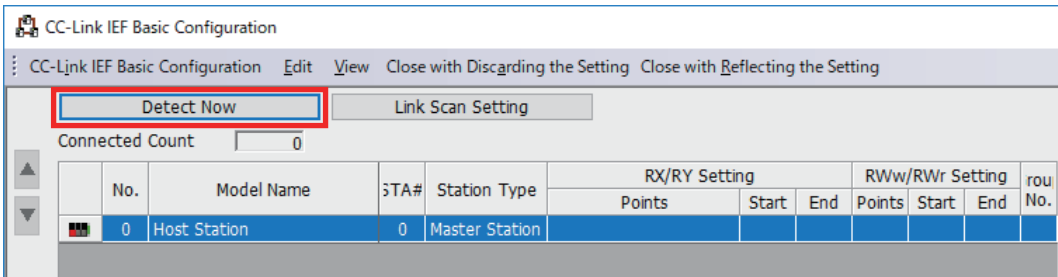 CC-Link IEF Basic Configuration
CC-Link IEF Basic Configuration Edit View Close with Discarding the Setting Close with Reflecting the Setting
Detect Now Link Scan Setting
Connected Count 0
No. Model Name STA# Station Type RX/RY Setting RWw/RWr Setting rou
Points Start End Points Start End No.
0 Host Station 0 Master Station